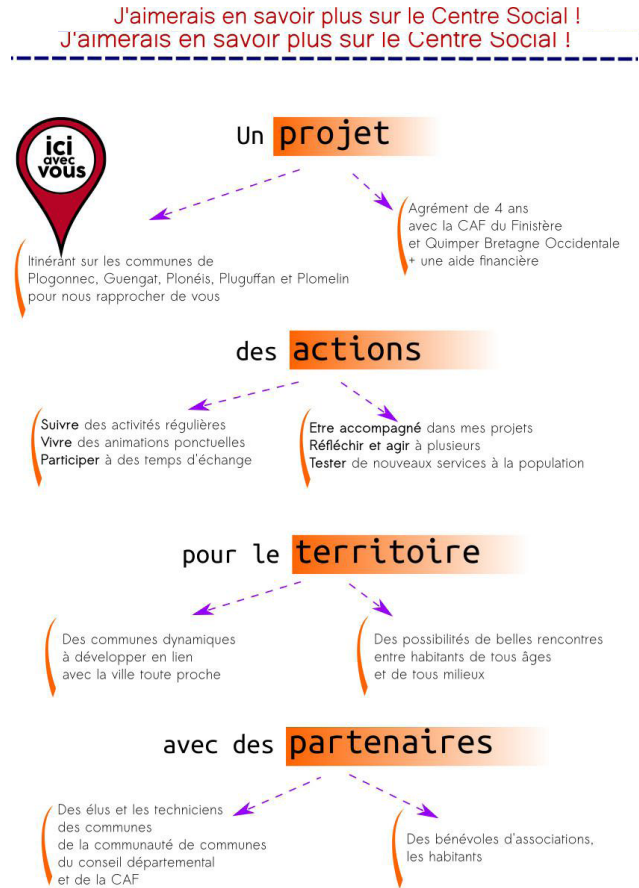 J'aimerais en savoir plus sur le Centre Social !
J'aimerais en savoir plus sur le Centre Social !
Un projet
ici
avec
vous
Itinérant sur les communes de
Plogonnec, Guengat, Plonéis, Pluguffan et Plomelin
pour nous rapprocher de vous
Agrément de 4 ans
avec la CAF du Finistère
et Quimper Bretagne Occidentale
+ une aide financière
des actions
Suivre des activités régulières
Vivre des animations ponctuelles
Participer à des temps d'échange
Etre accompagné dans mes projets
Réfléchir et agir à plusieurs
Tester de nouveaux services à la population
pour le territoire
Des communes dynamiques
à développer en lien
avec la ville toute proche
Des possibilités de belles rencontres
entre habitants de tous âges
et de tous milieux
avec des partenaires
Des élus et les techniciens
des communes
de la communauté de communes
du conseil départemental
et de la CAF
Des bénévoles d'associations,
les habitants